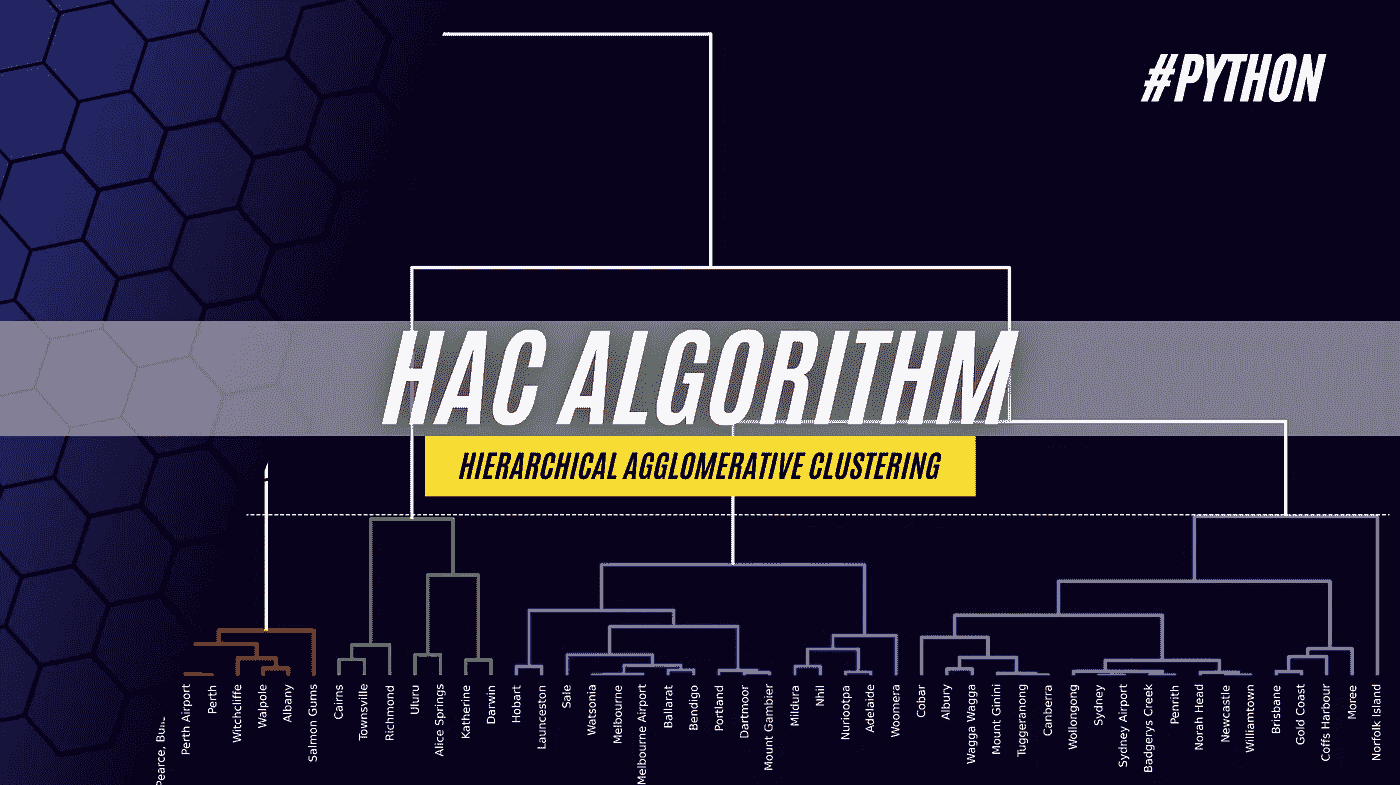 #PYTHON
HAC ALGORITHM
HIERARCHICAL AGGLOMERATIVE CLUSTERING
Pearce,
Perth Airport
Perth
Witchcliffe
Walpole
Albany
Salmon Gums
Cairns
Townsville
Richmond
Uluru
Alice Springs
Katherine
Darwin
Hobart
Launceston
Sale
Watsonia
Melbourne
Melbourne Airport
Ballarat
Bendigo
Portland
Dartmoor
Mount Gambier
Mildura
Nhil
Nuriootpa
Adelaide
Woomera
Cobar
Albury
Wagga Wagga
Mount Ginini
Tuggeranong
Canberra
Wollongong
Sydney
Sydney Airport
Badgerys Creek
Penrith
Norah Head
Newcastle
Williamtown
Brisbane
Gold Coast
Coffs Harbour
Moree
Norfolk Island